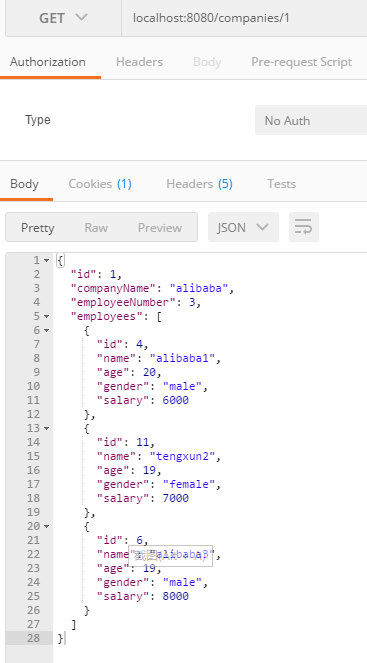 GET localhost:8080/companies/1
Authorization Headers Body Pre-request Script
Type No Auth
Body Cookies (1) Headers (5) Tests
Pretty Raw Preview JSON
1 {
2 "id": 1,
3 "companyName": "alibaba",
4 "employeeNumber": 3,
5 "employees": [
6 {
7 "id": 4,
8 "name": "alibaba1",
9 "age": 20,
10 "gender": "male",
11 "salary": 6000
12 },
13 {
14 "id": 11,
15 "name": "tengxun2",
16 "age": 19,
17 "gender": "female",
18 "salary": 7000
19 },
20 {
21 "id": 6,
22 "name": "alibaba3",
23 "age": 19,
24 "gender": "male",
25 "salary": 8000
26 }
27 ]
28 }